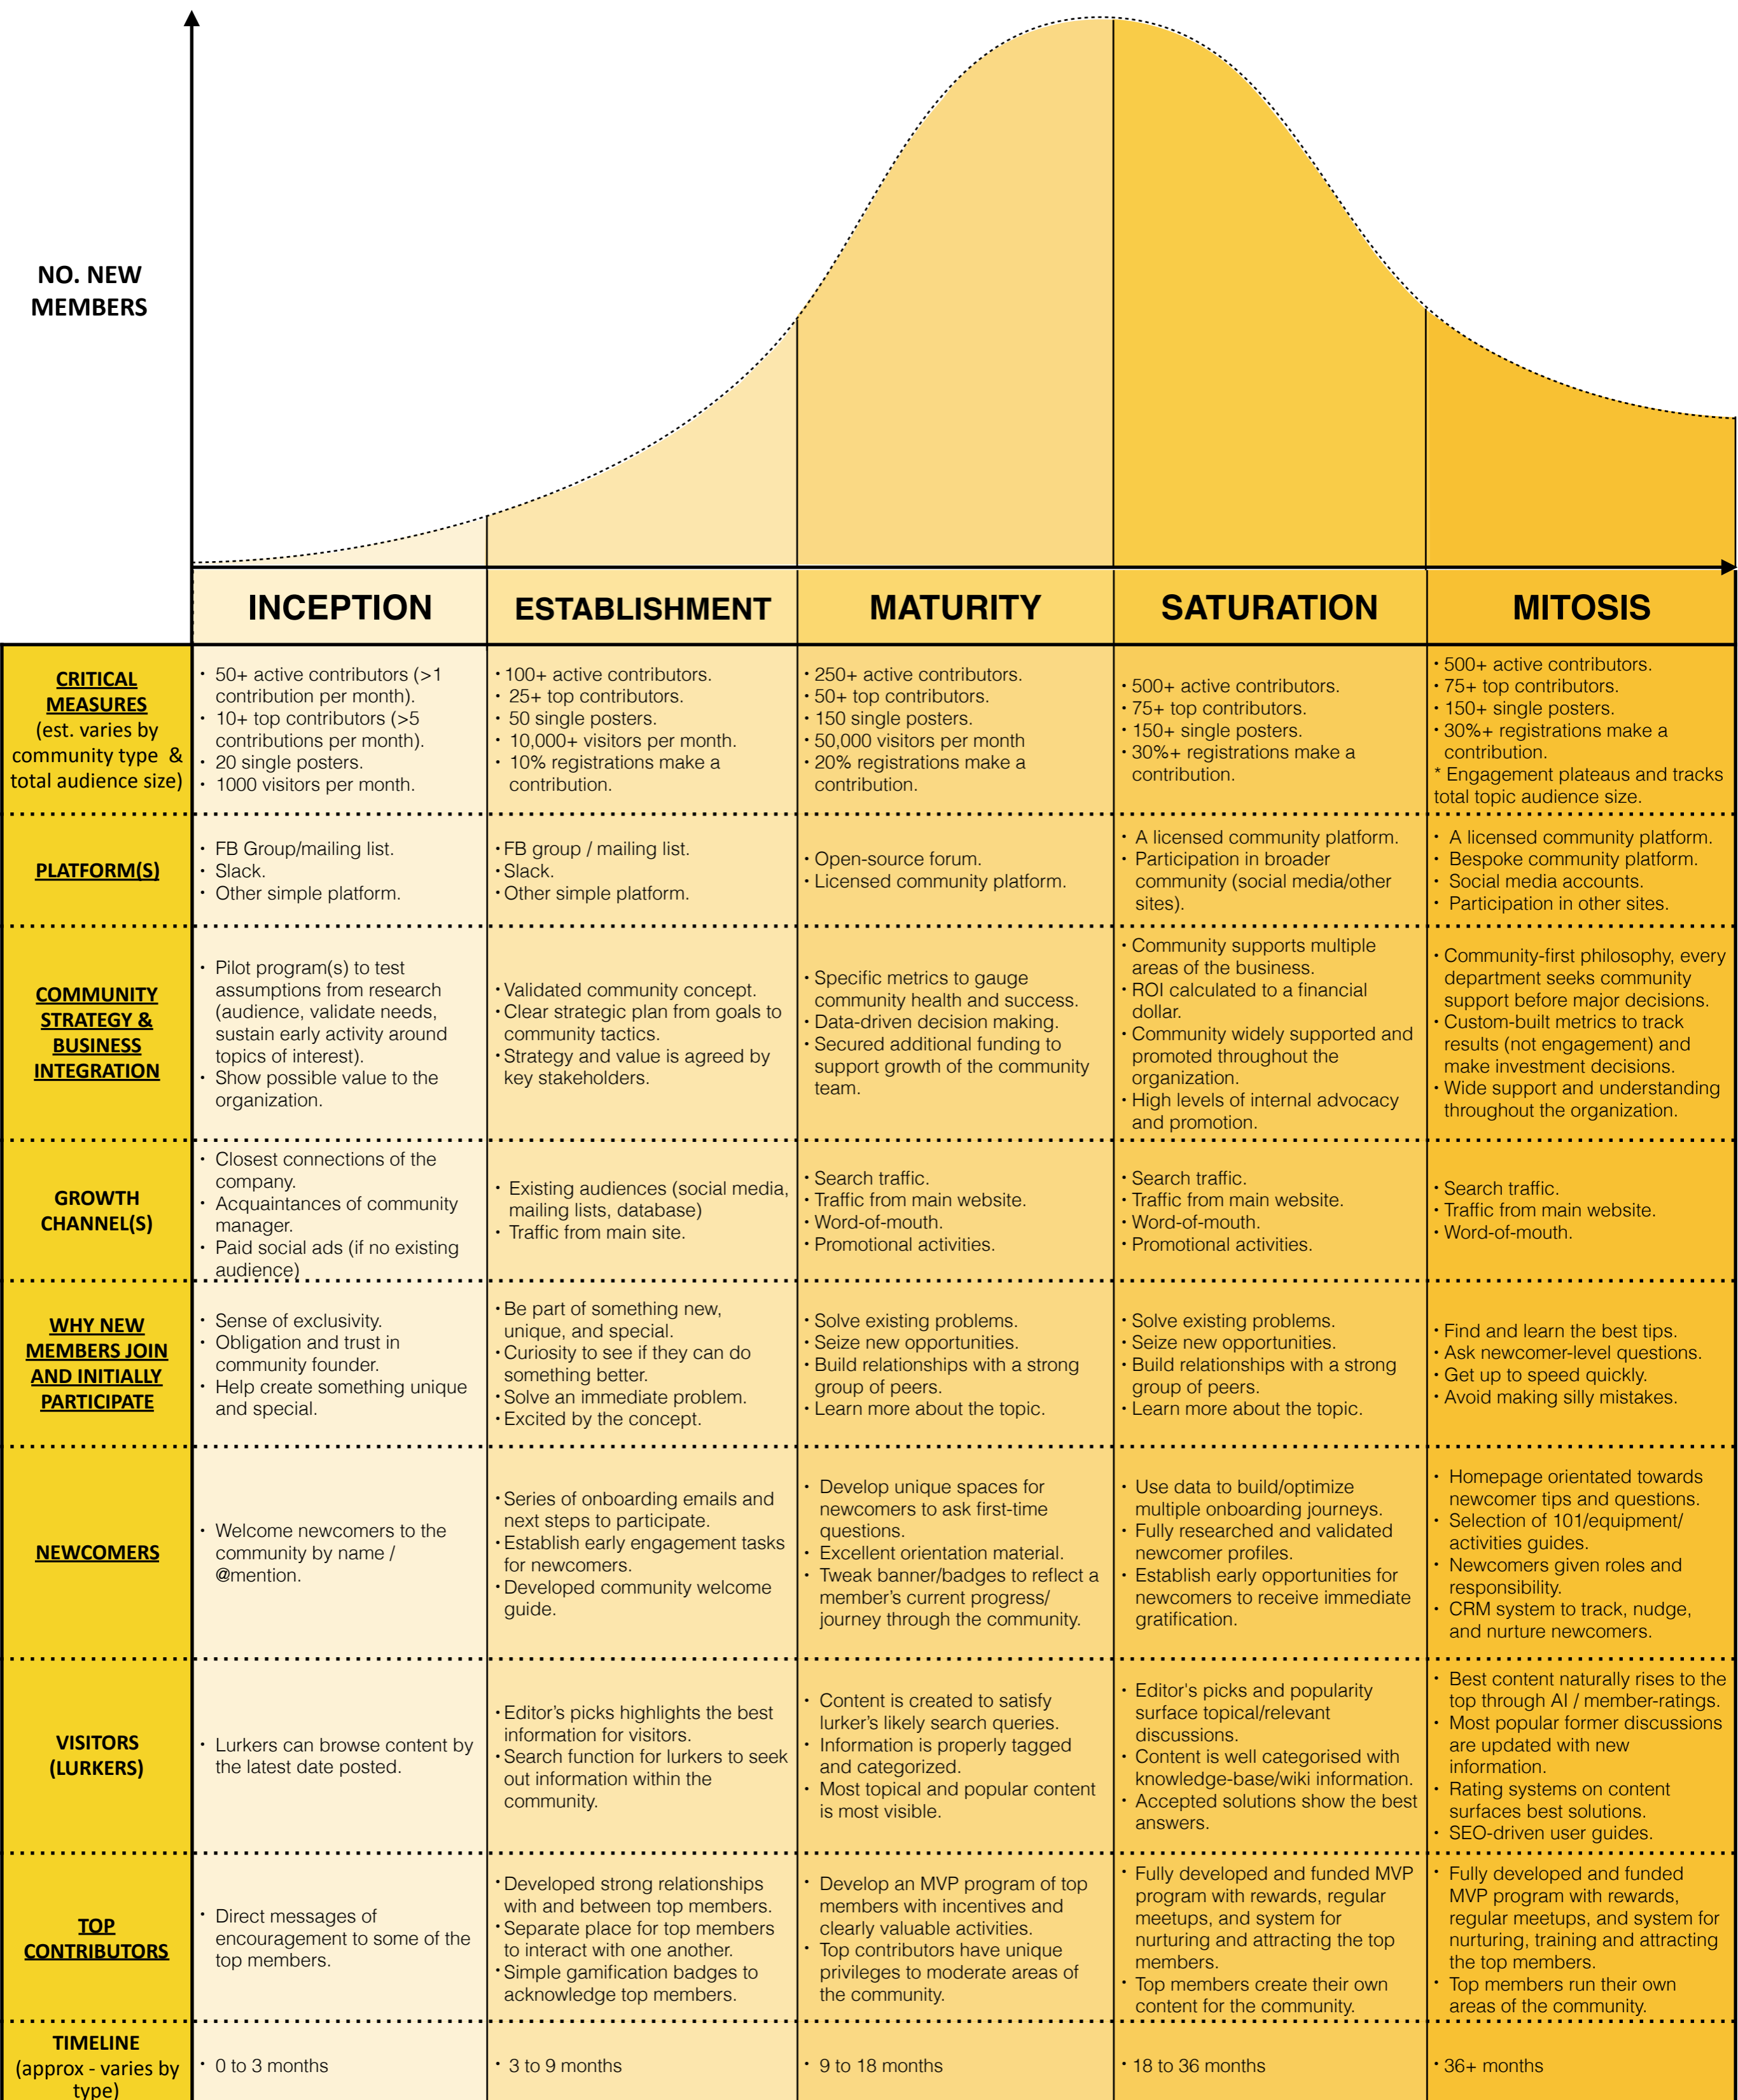 NO. NEW
MEMBERS
INCEPTION
ESTABLISHMENT
MATURITY
SATURATION
MITOSIS
CRITICAL
MEASURES
(est. varies by
community type &
total audience size)
• 50+ active contributors (>1
contribution per month).
• 10+ top contributors (>5
contributions per month).
• 20 single posters.
• 1000 visitors per month.
• 100+ active contributors.
• 25+ top contributors.
• 50 single posters.
• 10,000+ visitors per month.
• 10% registrations make a
contribution.
• 250+ active contributors.
• 50+ top contributors.
• 150 single posters.
• 50,000 visitors per month
• 20% registrations make a
contribution.
• 500+ active contributors.
• 75+ top contributors.
• 150+ single posters.
• 30%+ registrations make a
contribution.
• 500+ active contributors.
• 75+ top contributors.
• 150+ single posters.
• 30%+ registrations make a
contribution.
* Engagement plateaus and tracks
total topic audience size.
PLATFORM(S)
• FB Group/mailing list.
• Slack.
• Other simple platform.
• FB group / mailing list.
• Slack.
• Other simple platform.
• Open-source forum.
• Licensed community platform.
• A licensed community platform.
• Participation in broader
community (social media/other
sites).
• A licensed community platform.
• Bespoke community platform.
• Social media accounts.
• Participation in other sites.
COMMUNITY
STRATEGY &
BUSINESS
INTEGRATION
• Pilot program(s) to test
assumptions from research
(audience, validate needs,
sustain early activity around
topics of interest).
• Show possible value to the
organization.
• Validated community concept.
• Clear strategic plan from goals to
community tactics.
• Strategy and value is agreed by
key stakeholders.
• Specific metrics to gauge
community health and success.
• Data-driven decision making.
• Secured additional funding to
support growth of the community
team.
• Community supports multiple
areas of the business.
• ROI calculated to a financial
dollar.
• Community widely supported and
promoted throughout the
organization.
• High levels of internal advocacy
and promotion.
• Community-first philosophy, every
department seeks community
support before major decisions.
• Custom-built metrics to track
results (not engagement) and
make investment decisions.
• Wide support and understanding
throughout the organization.
GROWTH
CHANNEL(S)
• Closest connections of the
company.
• Acquaintances of community
manager.
• Paid social ads (if no existing
audience)
• Existing audiences (social media,
mailing lists, database)
• Traffic from main site.
• Search traffic.
• Traffic from main website.
• Word-of-mouth.
• Promotional activities.
• Search traffic.
• Traffic from main website.
• Word-of-mouth.
• Promotional activities.
• Search traffic.
• Traffic from main website.
• Word-of-mouth.
WHY NEW
MEMBERS JOIN
AND INITIALLY
PARTICIPATE
• Sense of exclusivity.
• Obligation and trust in
community founder.
• Help create something unique
and special.
• Be part of something new,
unique, and special.
• Curiosity to see if they can do
something better.
• Solve an immediate problem.
• Excited by the concept.
• Solve existing problems.
• Seize new opportunities.
• Build relationships with a strong
group of peers.
• Learn more about the topic.
• Solve existing problems.
• Seize new opportunities.
• Build relationships with a strong
group of peers.
• Learn more about the topic.
• Find and learn the best tips.
• Ask newcomer-level questions.
• Get up to speed quickly.
• Avoid making silly mistakes.
NEWCOMERS
• Welcome newcomers to the
community by name /
@mention.
• Series of onboarding emails and
next steps to participate.
• Establish early engagement tasks
for newcomers.
• Developed community welcome
guide.
• Develop unique spaces for
newcomers to ask first-time
questions.
• Excellent orientation material.
• Tweak banner/badges to reflect a
member's current progress/
journey through the community.
• Use data to build/optimize
multiple onboarding journeys.
• Fully researched and validated
newcomer profiles.
• Establish early opportunities for
newcomers to receive immediate
gratification.
• Homepage orientated towards
newcomer tips and questions.
• Selection of 101/equipment/
activities guides.
• Newcomers given roles and
responsibility.
• CRM system to track, nudge,
and nurture newcomers.
VISITORS
(LURKERS)
• Lurkers can browse content by
the latest date posted.
• Editor's picks highlights the best
information for visitors.
• Search function for lurkers to seek
out information within the
community.
• Content is created to satisfy
lurker's likely search queries.
• Information is properly tagged
and categorized.
• Most topical and popular content
is most visible.
• Editor's picks and popularity
surface topical/relevant
discussions.
• Content is well categorised with
knowledge-base/wiki information.
• Accepted solutions show the best
answers.
• Best content naturally rises to the
top through AI / member-ratings.
• Most popular former discussions
are updated with new
information.
• Rating systems on content
surfaces best solutions.
• SEO-driven user guides.
TOP
CONTRIBUTORS
• Direct messages of
encouragement to some of the
top members.
• Developed strong relationships
with and between top members.
• Separate place for top members
to interact with one another.
• Simple gamification badges to
acknowledge top members.
• Develop an MVP program of top
members with incentives and
clearly valuable activities.
• Top contributors have unique
privileges to moderate areas of
the community.
• Fully developed and funded MVP
program with rewards, regular
meetups, and system for
nurturing and attracting the top
members.
• Top members create their own
content for the community.
• Fully developed and funded
MVP program with rewards,
regular meetups, and system for
nurturing, training and attracting
the top members.
• Top members run their own
areas of the community.
TIMELINE
(approx - varies by
type)
• 0 to 3 months
• 3 to 9 months
• 9 to 18 months
• 18 to 36 months
• 36+ months